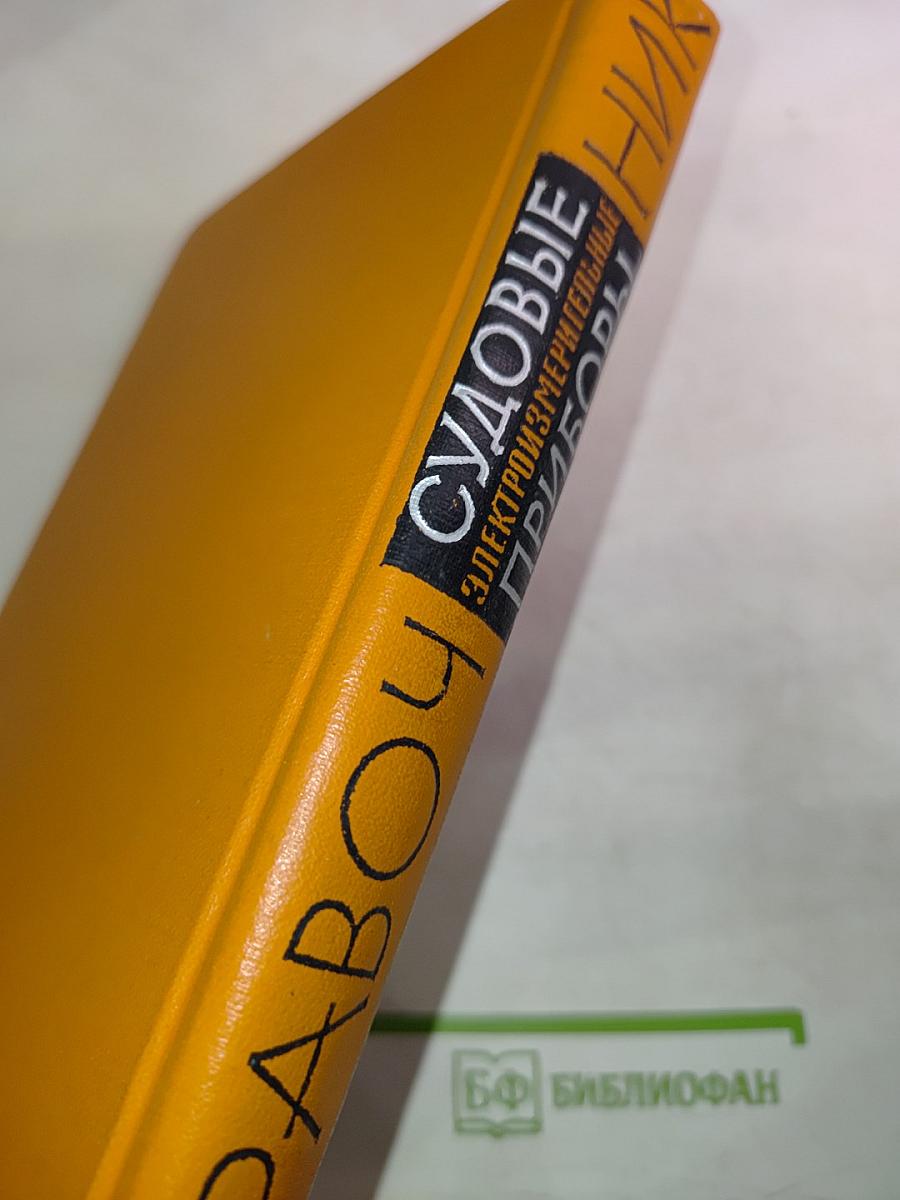 РАВОЧ
СУДОВЫЕ
ЭЛЕКТРОИЗМЕРИТЕЛЬНЫЕ
ПРИБОРЫ
НИК
БФ БИБЛИОФАН